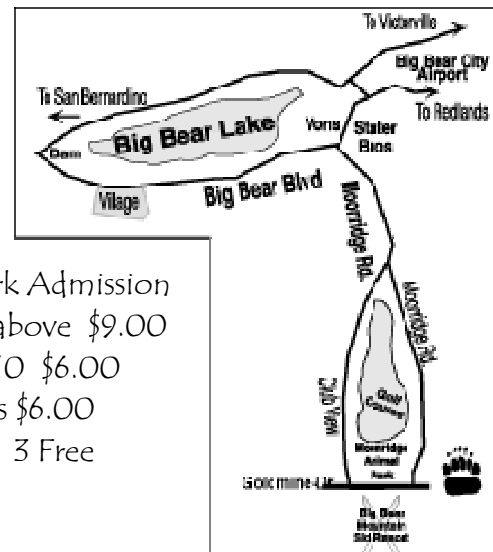 To Victorville
Big Bear City
Airport
To San Bernardino
To Redlands
Vons
Stater
Bros
Big Bear Lake
Dam
Big Bear Blvd
Village
Moonridge Rd.
Moonridge Rd.
rk Admission
above $9.00
0 $6.00
s $6.00
3 Free
Golf
Course
Club View
Moonridge
Animal
Park
Goldmine Dr
Big Bear
Mountain
Ski Resort